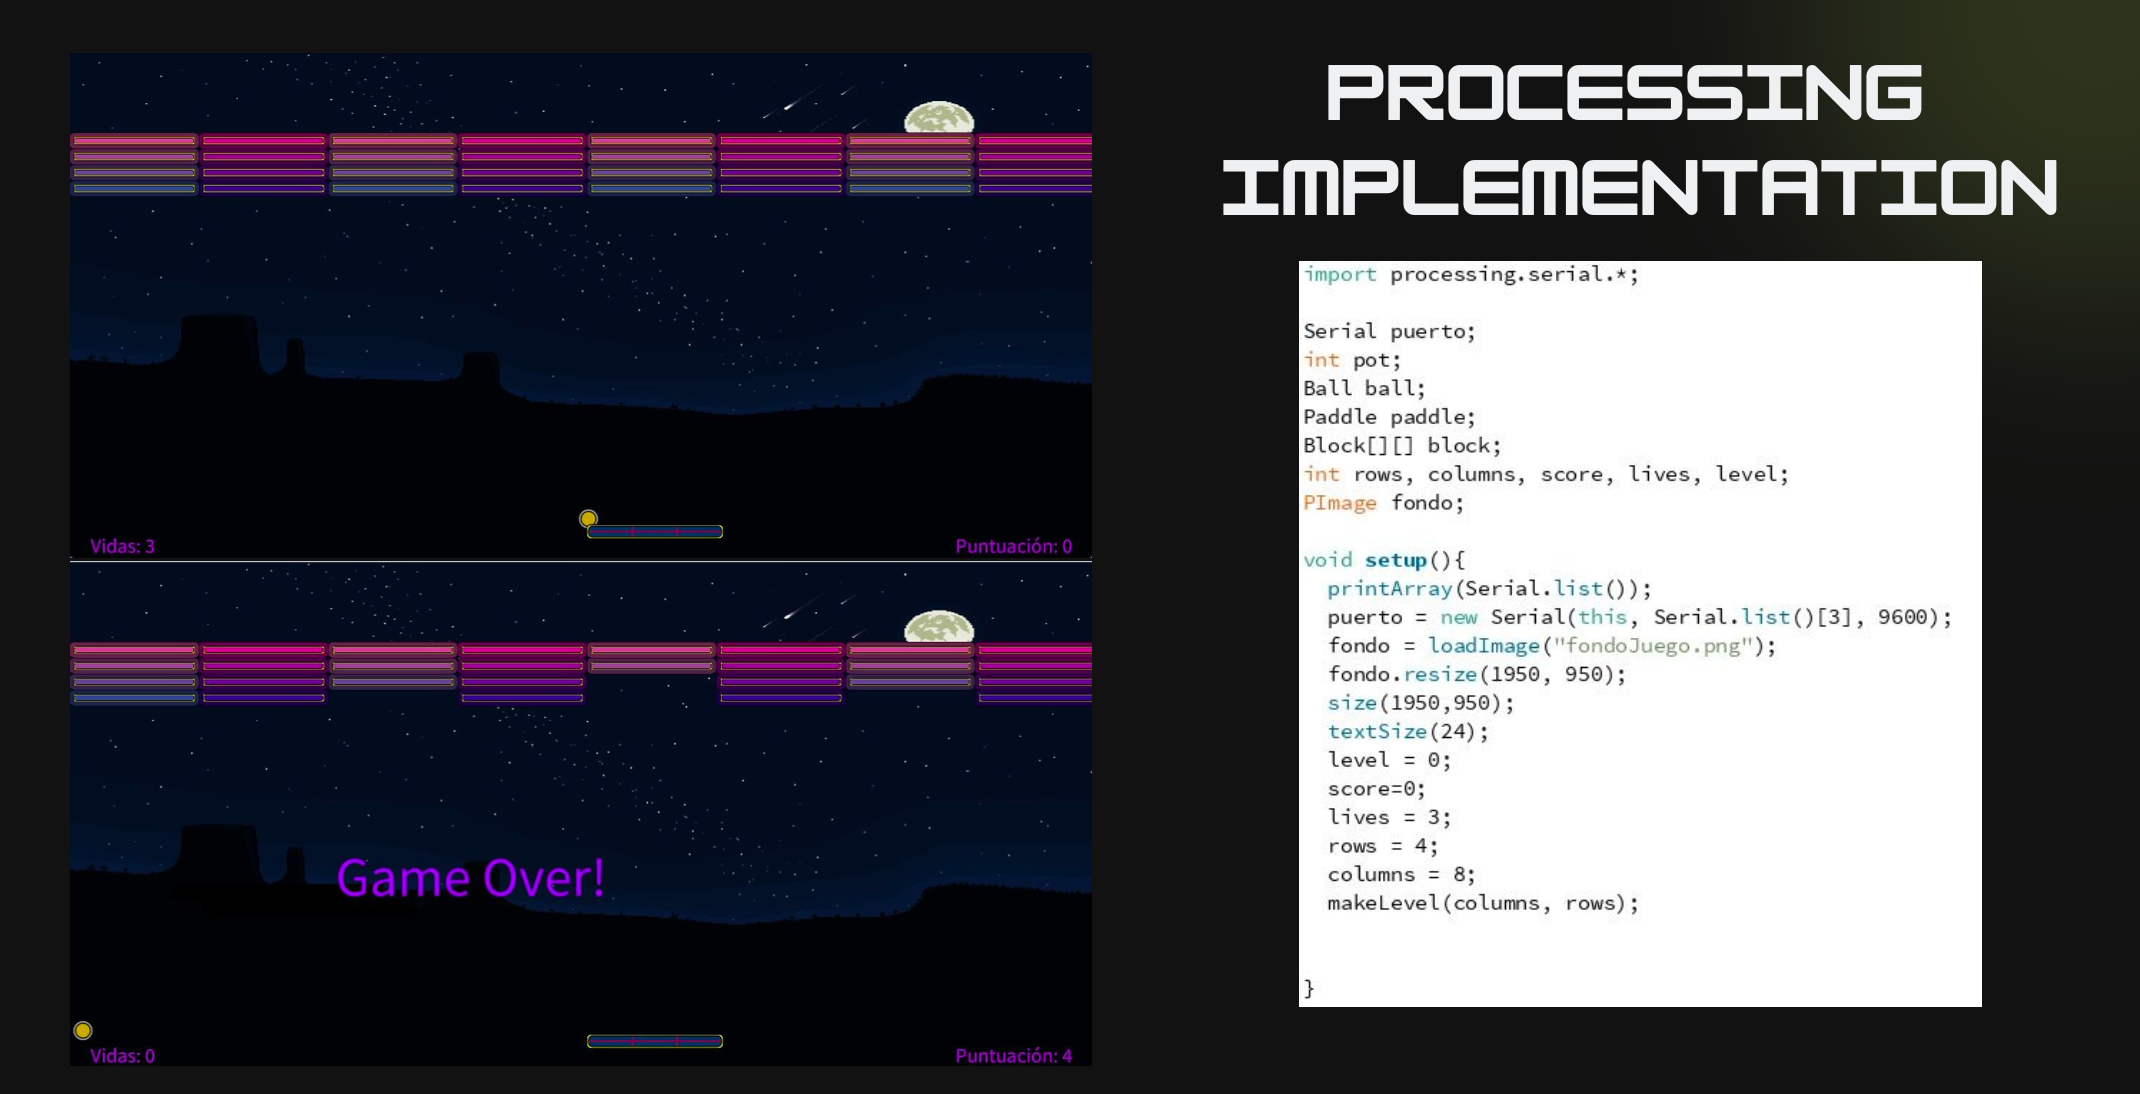 PROCESSING
IMPLEMENTATION
Vidas: 3
Puntuación: 0
Game Over!
Vidas: 0
Puntuación: 4
import processing.serial.*;
Serial puerto;
int pot;
Ball ball;
Paddle paddle;
Block[][] block;
int rows, columns, score, lives, level;
PImage fondo;
void setup(){
printArray(Serial.list());
puerto = new Serial(this, Serial.list()[3], 9600);
fondo = loadImage("fondoJuego.png");
fondo.resize(1950, 950);
size(1950,950);
textSize(24);
level = 0;
score=0;
lives = 3;
rows = 4;
columns = 8;
makeLevel(columns, rows);
}